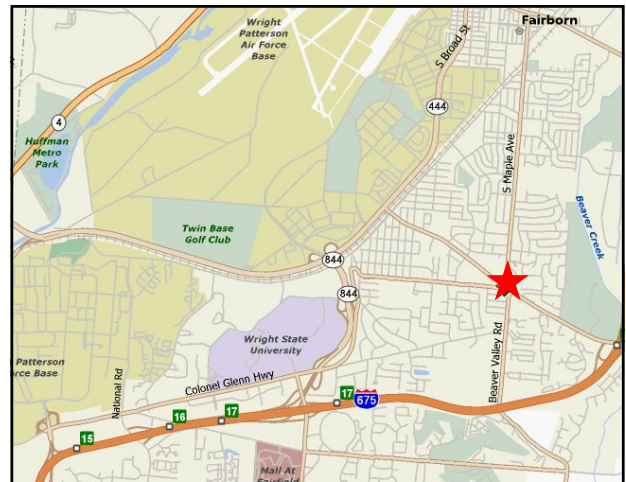 Fairborn
Wright
Patterson
Air Force
Base
S Broad St
444
4
Huffman
Metro
Park
S Maple Ave
Beaver Creek
Twin Base
Golf Club
844
844
Wright State
University
Patterson
orce Base
National Rd
Colonel Glenn Hwy
Beaver Valley Rd
17
675
17
16
15
Mall At
Fairfield